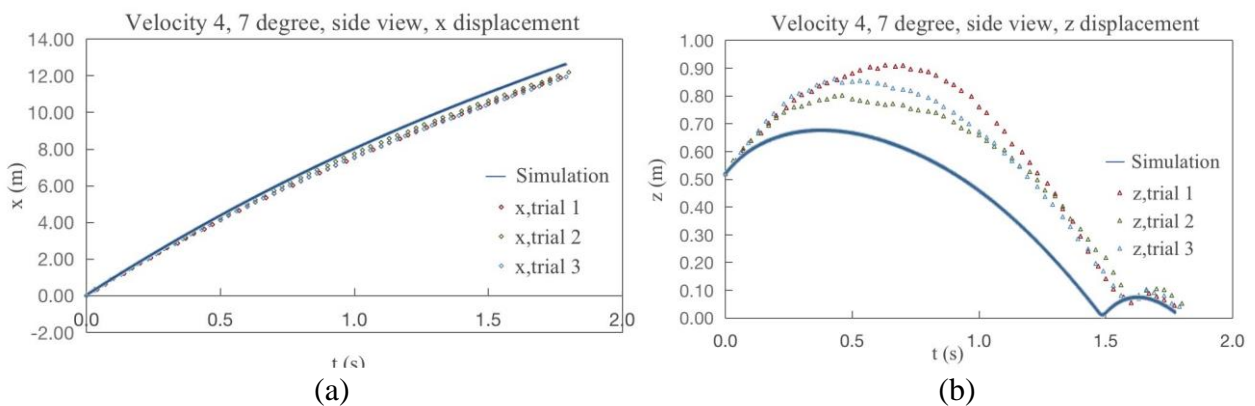 Velocity 4, 7 degree, side view, x displacement
14.00
12.00
10.00
8.00
6.00
4.00
2.00
0.00
-2.00
x (m)
0.0 0.5 1.0 1.5 2.0
t (s)
Simulation
x,trial 1
x,trial 2
x,trial 3
(a)
Velocity 4, 7 degree, side view, z displacement
1.00
0.90
0.80
0.70
0.60
0.50
0.40
0.30
0.20
0.10
0.00
z (m)
0.0 0.5 1.0 1.5 2.0
t (s)
Simulation
z,trial 1
z,trial 2
z,trial 3
(b)